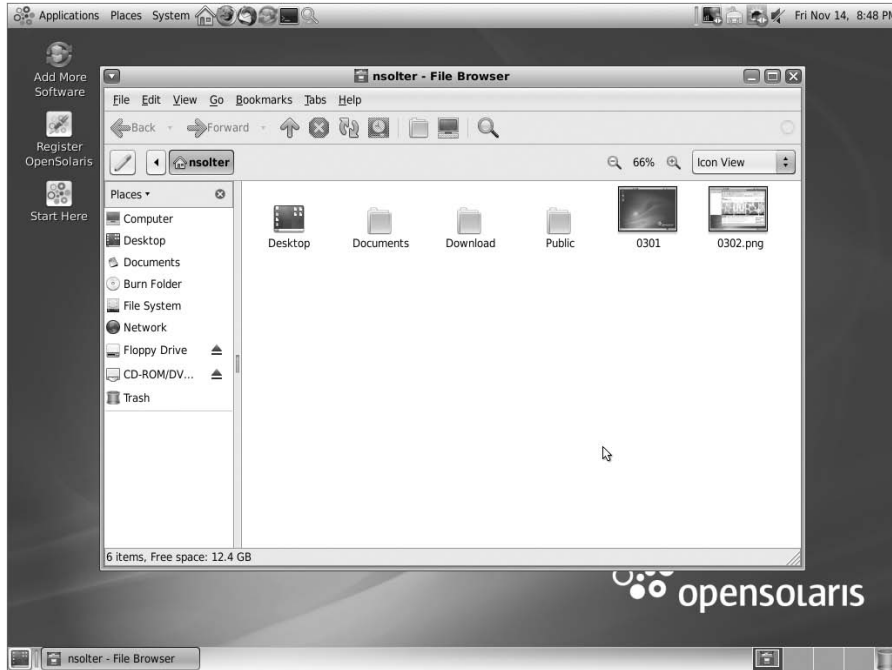 Applications Places System Fri Nov 14, 8:48 PM
Add More
Software
Register
OpenSolaris
Start Here
nsolter - File Browser
File Edit View Go Bookmarks Tabs Help
Back Forward
nsolter 66% Icon View
Places
Computer
Desktop
Documents
Burn Folder
File System
Network
Floppy Drive
CD-ROM/DV...
Trash
Desktop Documents Download Public 0301 0302.png
6 items, Free space: 12.4 GB
opensolaris
nsolter - File Browser